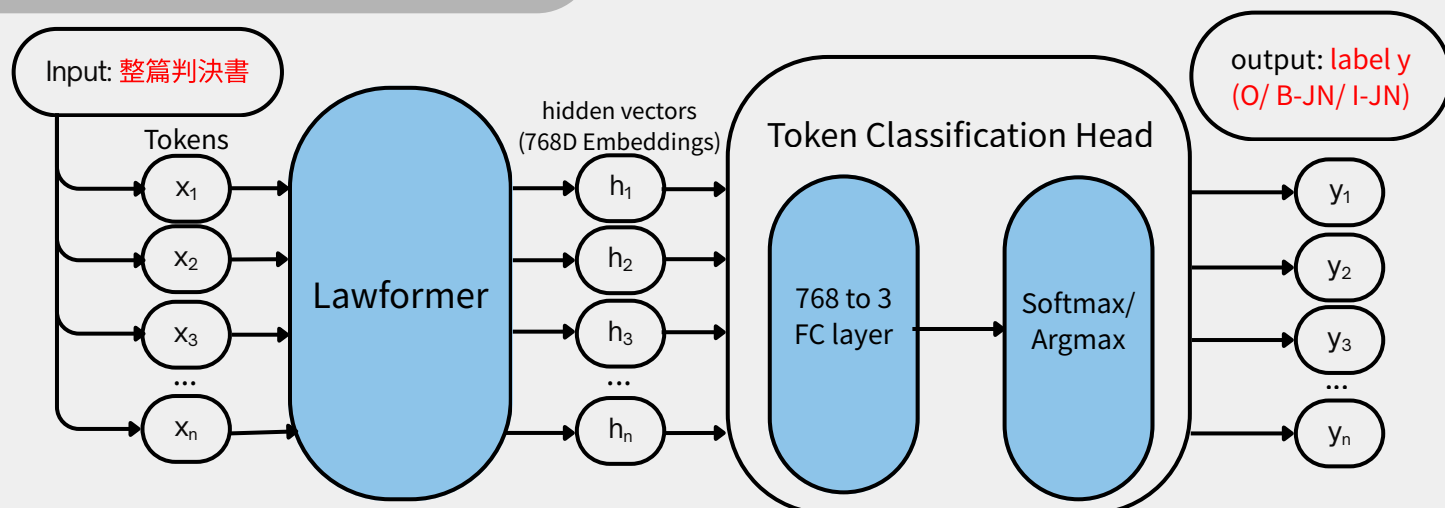 Input: 整篇判決書
output: label y
(O/ B-JN/ I-JN)
Tokens
hidden vectors
(768D Embeddings)
Token Classification Head
x₁
x₂
x₃
...
xₙ
Lawformer
h₁
h₂
h₃
...
hₙ
768 to 3
FC layer
Softmax/
Argmax
y₁
y₂
y₃
...
yₙ